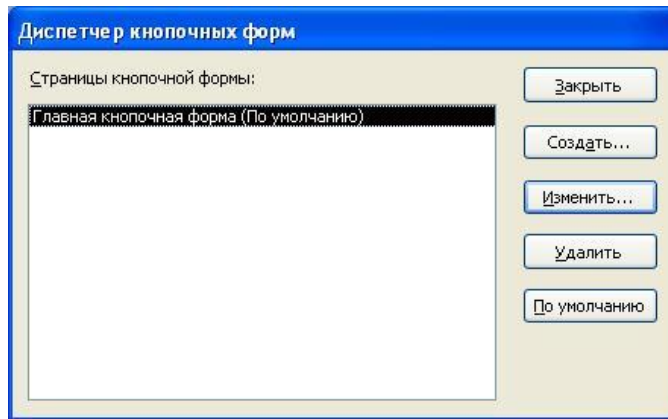 Диспетчер кнопочных форм
Страницы кнопочной формы:
Главная кнопочная форма (По умолчанию)
Закрыть
Создать...
Изменить...
Удалить
По умолчанию